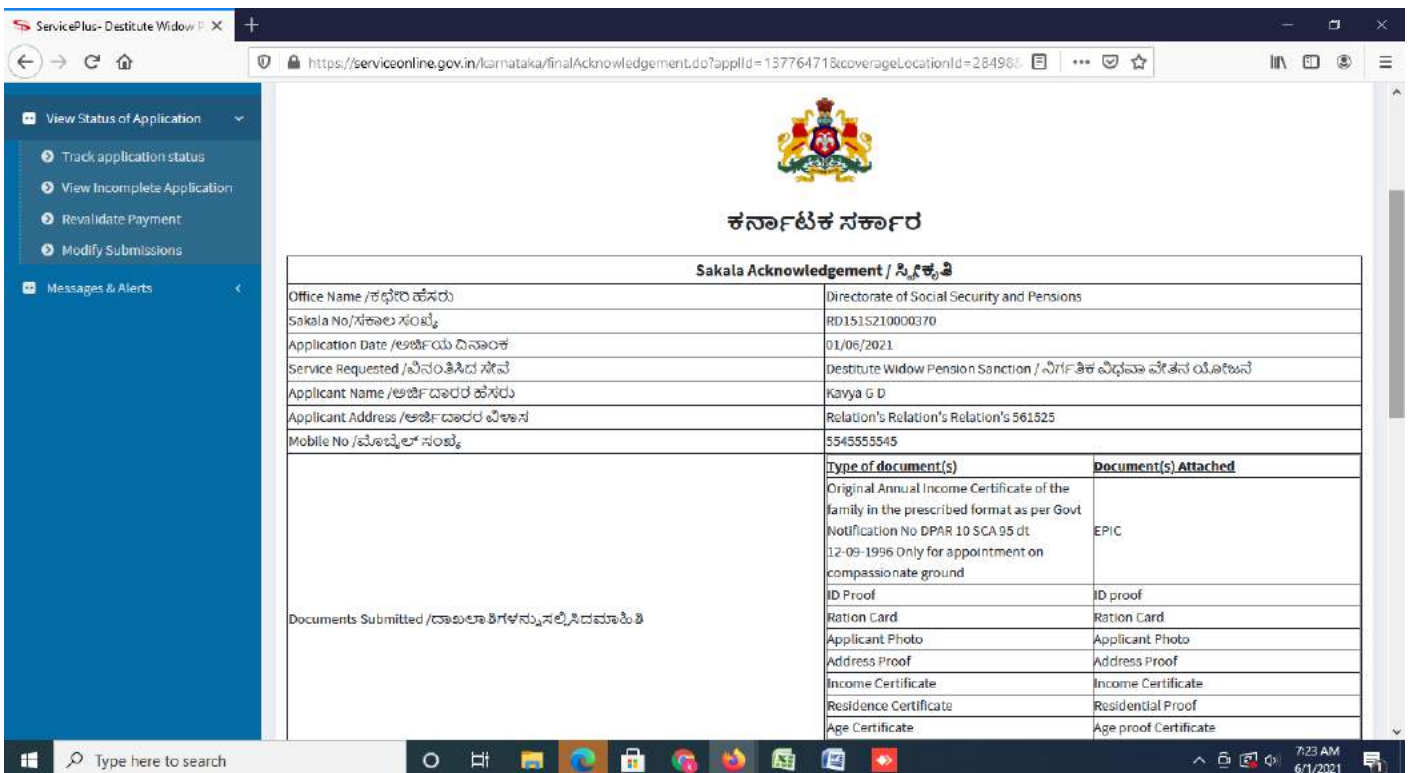 ServicePlus- Destitute Widow P
https://serviceonline.gov.in/karnataka/finalAcknowledgement.do?applId=13776471&coverageLocationId=28498
View Status of Application
Track application status
View Incomplete Application
Revalidate Payment
Modify Submissions
Messages & Alerts
ಕರ್ನಾಟಕ ಸರ್ಕಾರ
Sakala Acknowledgement / ಸ್ವೀಕೃತಿ
Office Name /ಕಛೇರಿ ಹೆಸರು Directorate of Social Security and Pensions
Sakala No/ಸಕಾಲ ಸಂಖ್ಯೆ RD151S210000370
Application Date /ಅರ್ಜಿಯ ದಿನಾಂಕ 01/06/2021
Service Requested /ವಿನಂತಿಸಿದ ಸೇವೆ Destitute Widow Pension Sanction / ನಿರ್ಗತಿಕ ವಿಧವಾ ವೇತನ ಯೋಜನೆ
Applicant Name /ಅರ್ಜಿದಾರರ ಹೆಸರು Kavya G D
Applicant Address /ಅರ್ಜಿದಾರರ ವಿಳಾಸ Relation's Relation's Relation's 561525
Mobile No /ಮೊಬೈಲ್ ಸಂಖ್ಯೆ 5545555545
Documents Submitted /ದಾಖಲಾತಿಗಳನ್ನು ಸಲ್ಲಿಸಿದಮಾಹಿತಿ
Type of document(s) Document(s) Attached
Original Annual Income Certificate of the
family in the prescribed format as per Govt
Notification No DPAR 10 SCA 95 dt EPIC
12-09-1996 Only for appointment on
compassionate ground
ID Proof ID proof
Ration Card Ration Card
Applicant Photo Applicant Photo
Address Proof Address Proof
Income Certificate Income Certificate
Residence Certificate Residential Proof
Age Certificate Age proof Certificate
Type here to search
7:23 AM
6/1/2021